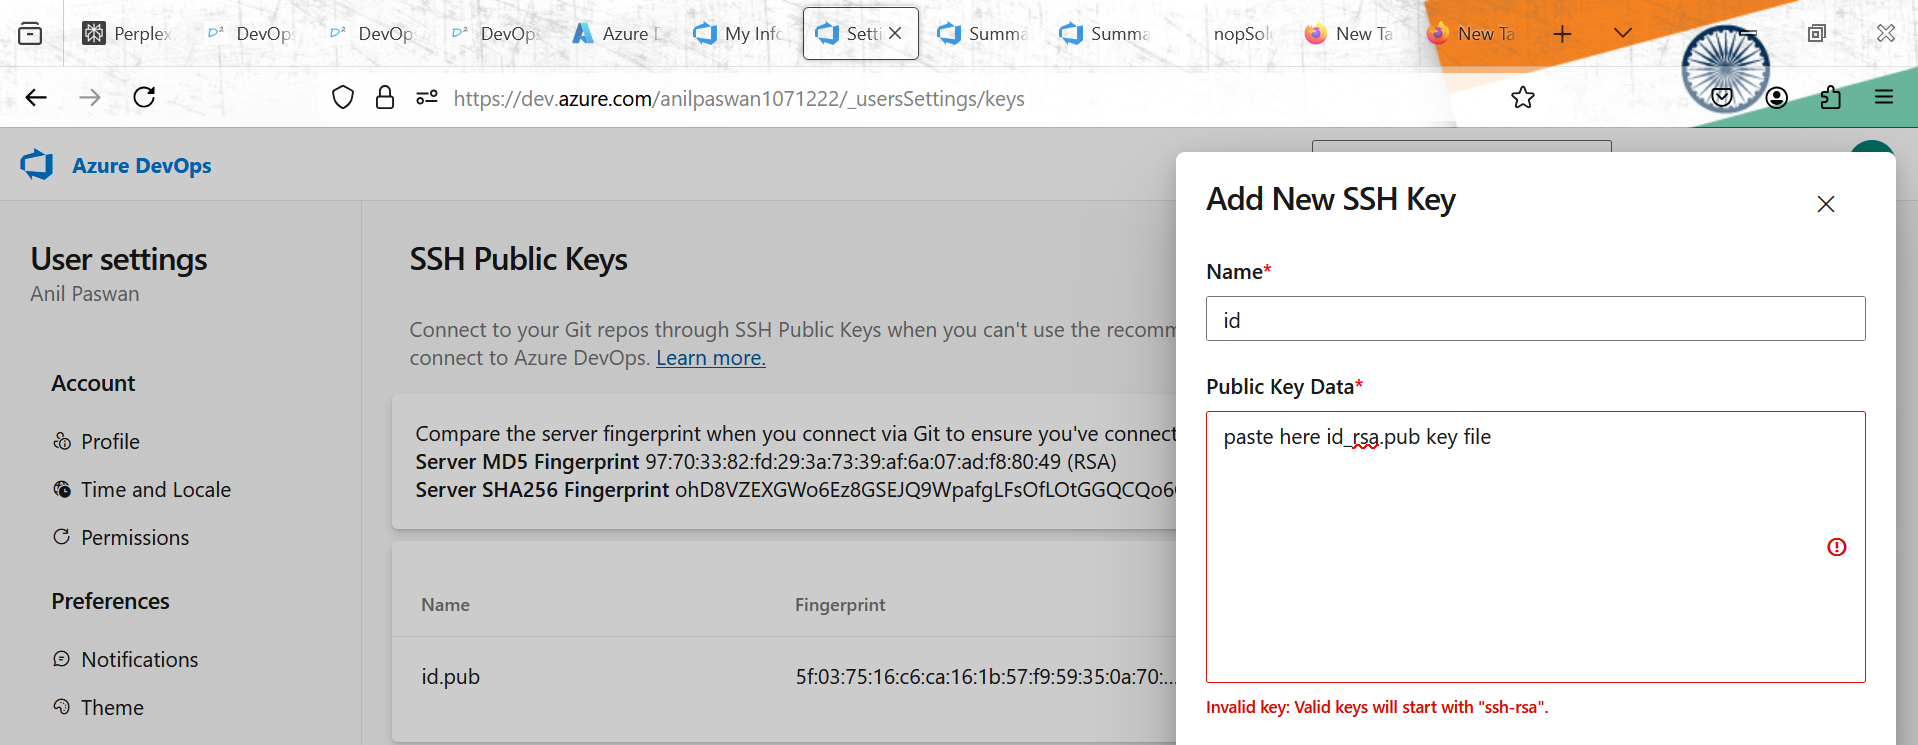 Perplex
DevOp
DevOp
DevOp
Azure D
My Info
Setti
Summa
Summa
nopSol
New Ta
New Ta
https://dev.azure.com/anilpaswan1071222/_usersSettings/keys
Azure DevOps
User settings
Anil Paswan
Account
Profile
Time and Locale
Permissions
Preferences
Notifications
Theme
SSH Public Keys
Connect to your Git repos through SSH Public Keys when you can't use the recomm
connect to Azure DevOps. Learn more.
Compare the server fingerprint when you connect via Git to ensure you've connect
Server MD5 Fingerprint 97:70:33:82:fd:29:3a:73:39:af:6a:07:ad:f8:80:49 (RSA)
Server SHA256 Fingerprint ohD8VZEXGWo6Ez8GSEJQ9WpafgLFsOfLOtGGQCQo6
Name Fingerprint
id.pub 5f:03:75:16:c6:ca:16:1b:57:f9:59:35:0a:70:...
Add New SSH Key
Name*
id
Public Key Data*
paste here id_rsa.pub key file
Invalid key: Valid keys will start with "ssh-rsa".